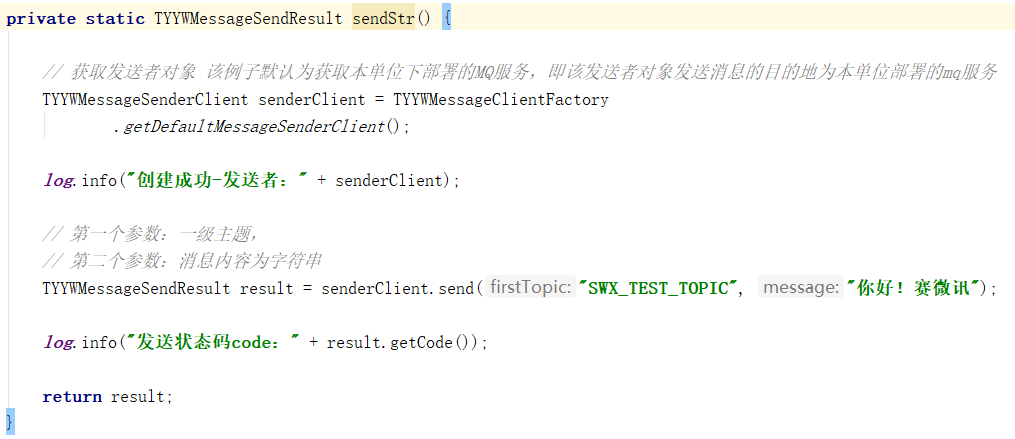 private static TYYWMessageSendResult sendStr() {
// 获取发送者对象 该例子默认为获取本单位下部署的MQ服务，即该发送者对象发送消息的目的地为本单位部署的mq服务
TYYWMessageSenderClient senderClient = TYYWMessageClientFactory
.getDefaultMessageSenderClient();
log.info("创建成功-发送者：" + senderClient);
// 第一个参数：一级主题，
// 第二个参数：消息内容为字符串
TYYWMessageSendResult result = senderClient.send( firstTopic: "SWX_TEST_TOPIC", message: "你好！赛微讯");
log.info("发送状态码code：" + result.getCode());
return result;
}